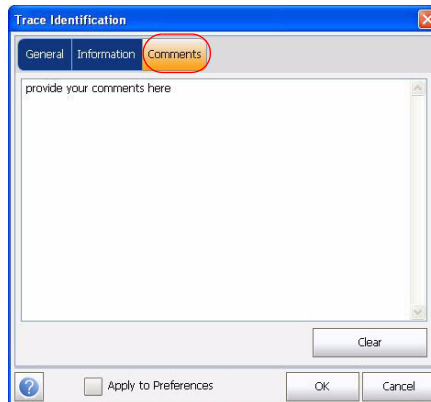 Trace Identification
General Information Comments
provide your comments here
Clear
? Apply to Preferences OK Cancel